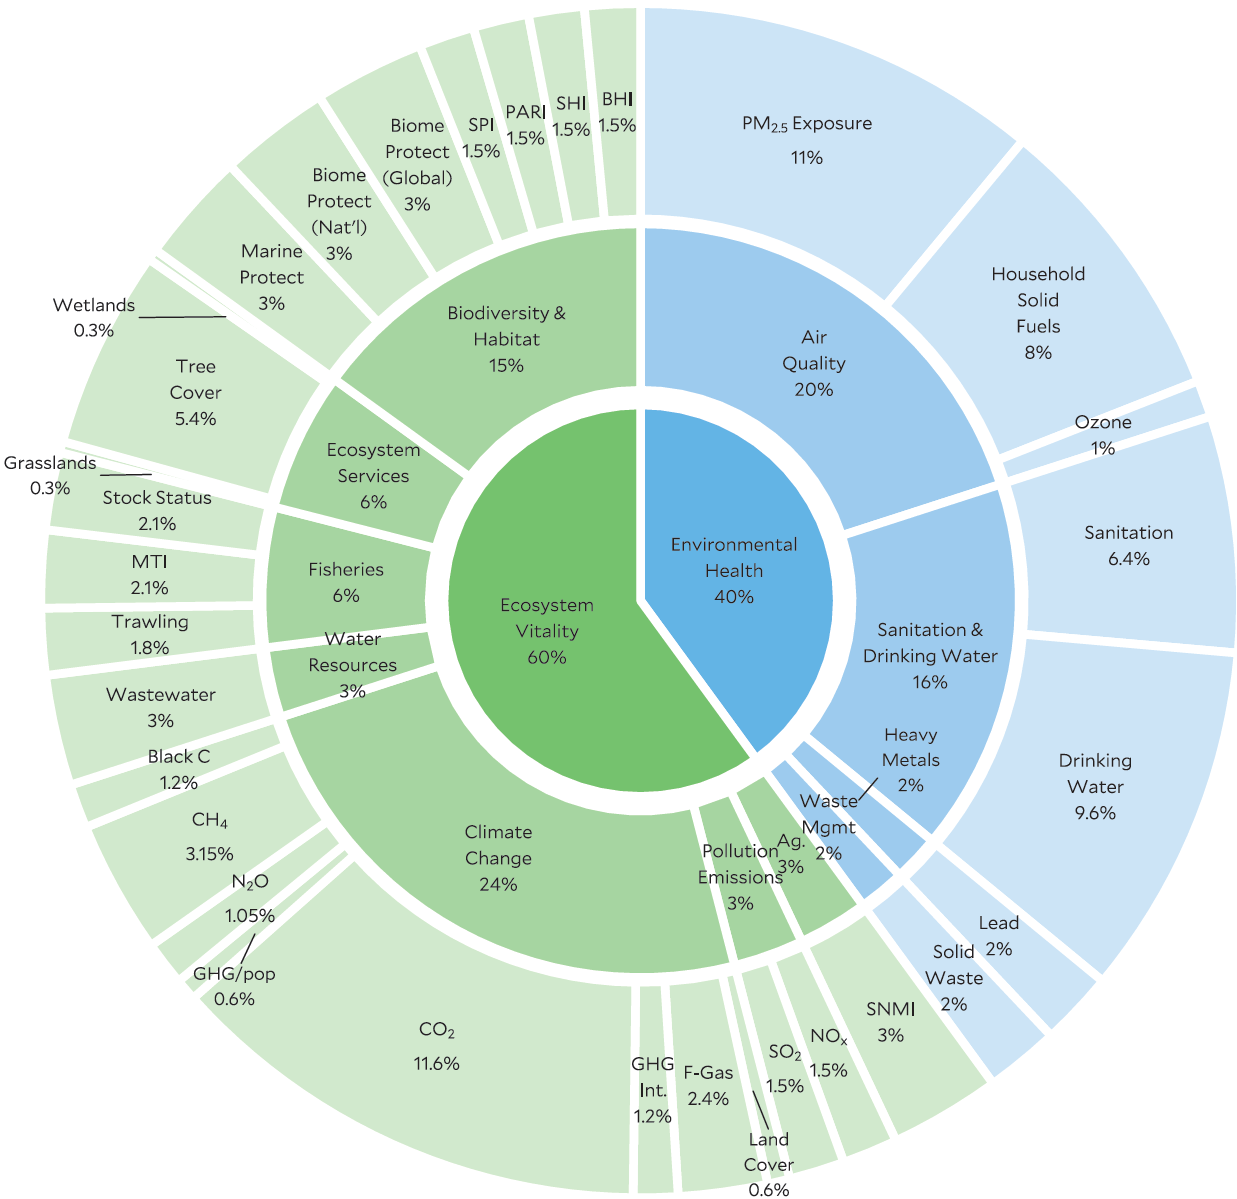 BHI
1.5%
SHI
1.5%
PARI
1.5%
SPI
1.5%
Biome
Protect
(Global)
3%
Biome
Protect
(Nat'l)
3%
Marine
Protect
3%
Wetlands
0.3%
Tree
Cover
5.4%
Grasslands
0.3%
Stock Status
2.1%
MTI
2.1%
Trawling
1.8%
Wastewater
3%
Black C
1.2%
CH₄
3.15%
N₂O
1.05%
GHG/pop
0.6%
CO₂
11.6%
GHG
Int.
1.2%
F-Gas
2.4%
Land
Cover
0.6%
SO₂
1.5%
NOₓ
1.5%
SNMI
3%
Solid
Waste
2%
Lead
2%
Drinking
Water
9.6%
Sanitation
6.4%
Ozone
1%
Household
Solid
Fuels
8%
PM₂.₅ Exposure
11%
Biodiversity &
Habitat
15%
Ecosystem
Services
6%
Fisheries
6%
Water
Resources
3%
Climate
Change
24%
Pollution
Emissions
3%
Ag.
3%
Waste
Mgmt
2%
Heavy
Metals
2%
Sanitation &
Drinking Water
16%
Air
Quality
20%
Environmental
Health
40%
Ecosystem
Vitality
60%